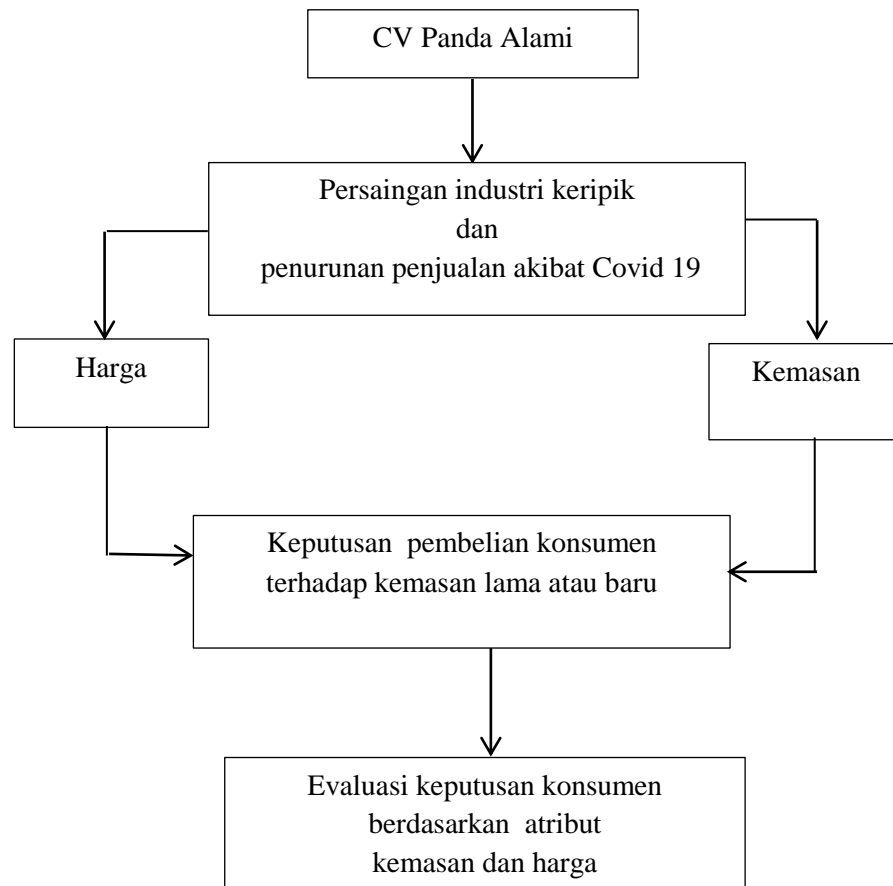 CV Panda Alami
Persaingan industri keripik
dan
penurunan penjualan akibat Covid 19
Harga
Kemasan
Keputusan pembelian konsumen
terhadap kemasan lama atau baru
Evaluasi keputusan konsumen
berdasarkan atribut
kemasan dan harga